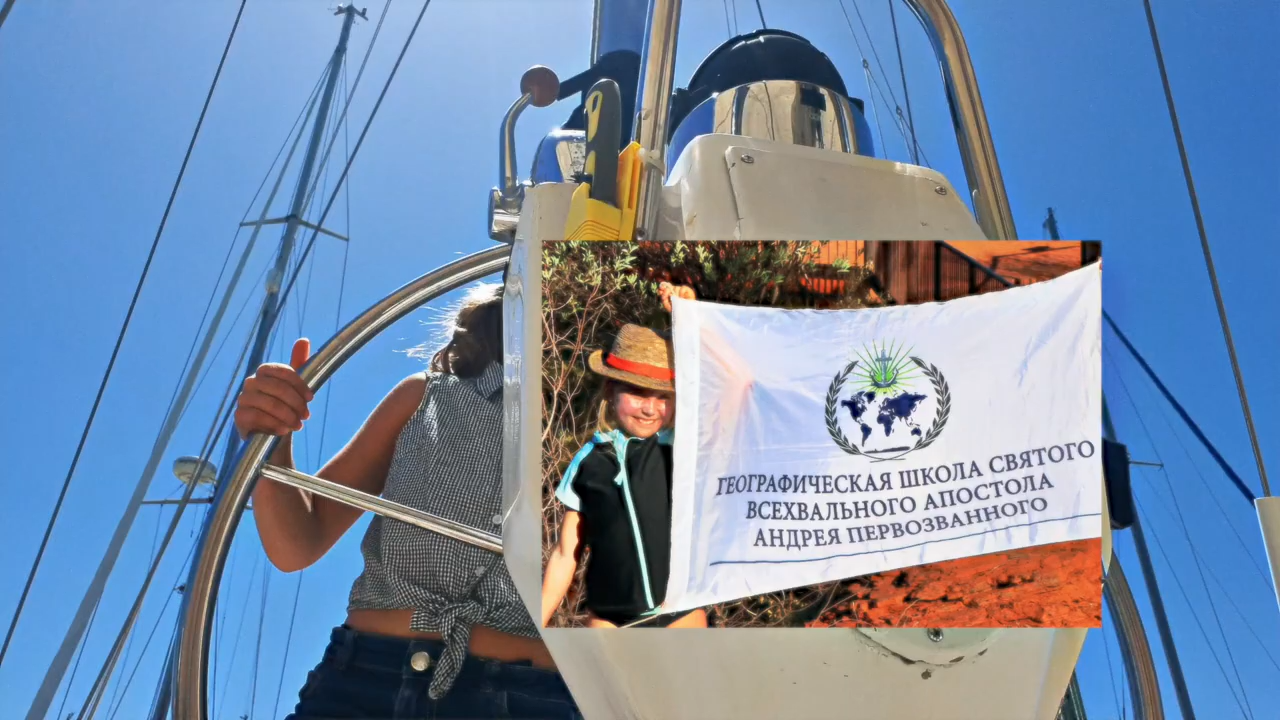 ГЕОГРАФИЧЕСКАЯ ШКОЛА СВЯТОГО
ВСЕХВАЛЬНОГО АПОСТОЛА
АНДРЕЯ ПЕРВОЗВАННОГО